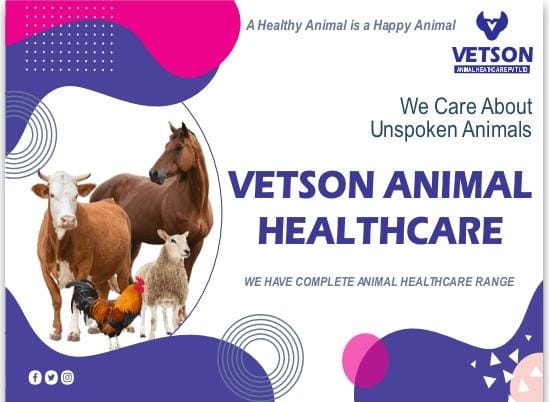 A Healthy Animal is a Happy Animal
VETSON
ANIMAL HEALTHCARE PVT LTD
We Care About
Unspoken Animals
VETSON ANIMAL
HEALTHCARE
WE HAVE COMPLETE ANIMAL HEALTHCARE RANGE